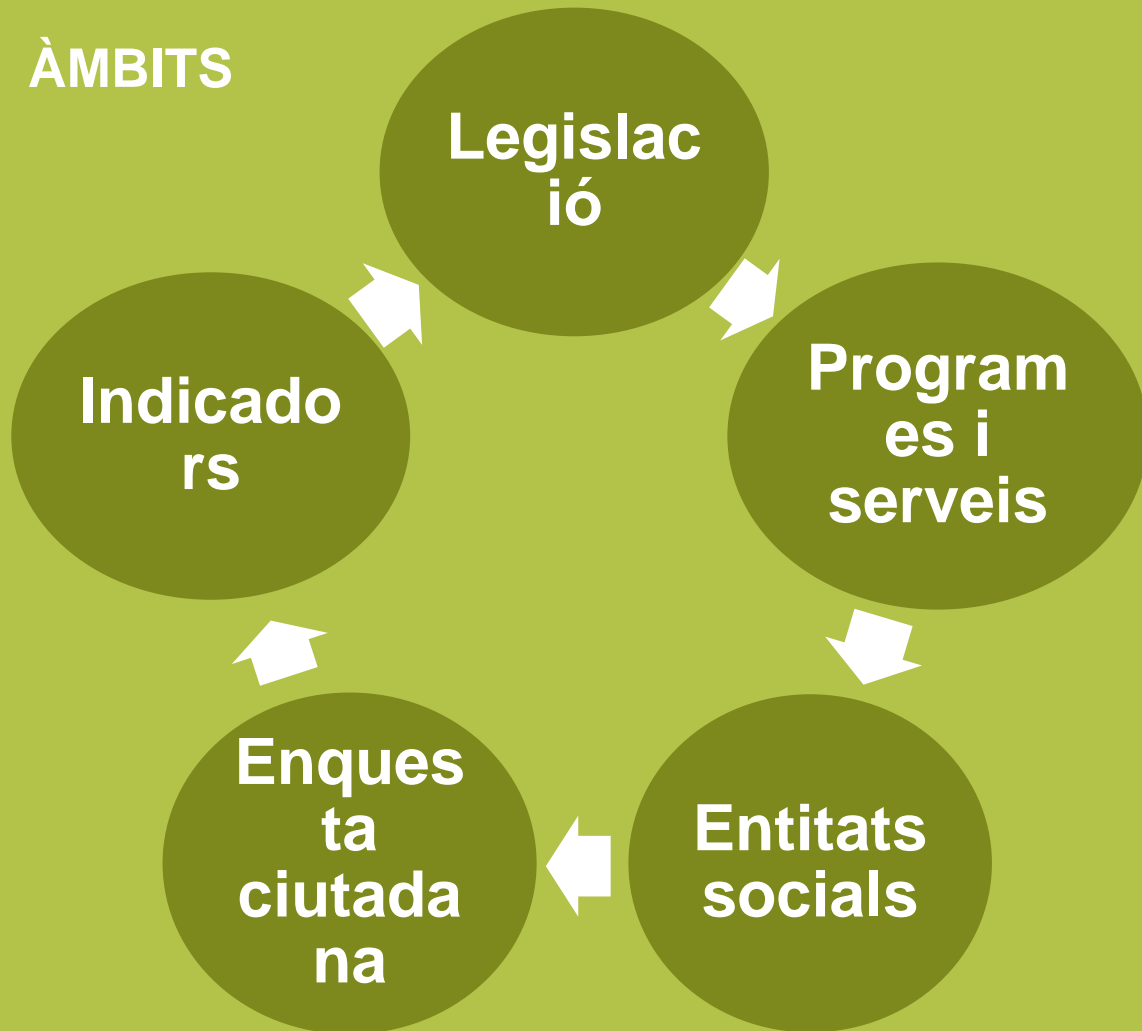 ÀMBITS
Legislac
ió
Program
es i
serveis
Entitats
socials
Enques
ta
ciutada
na
Indicado
rs